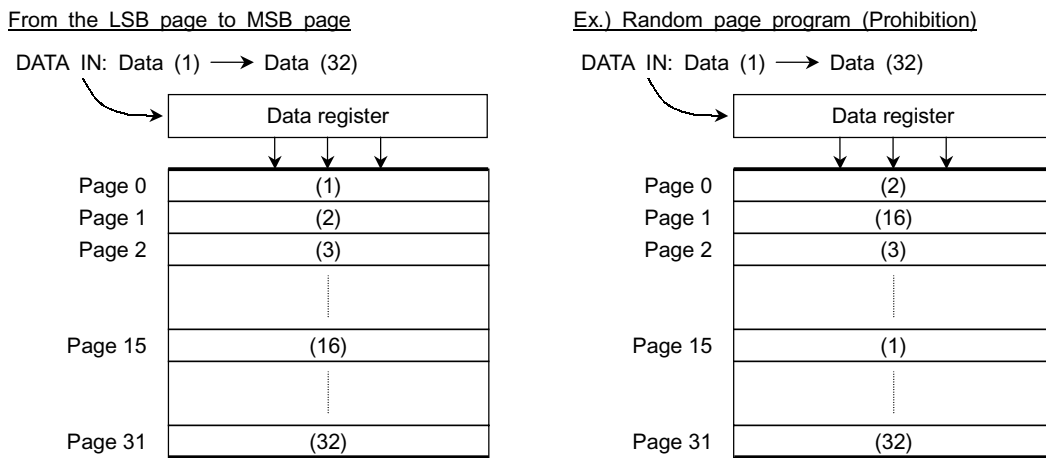 From the LSB page to MSB page
DATA IN: Data (1) → Data (32)
Data register
Page 0 (1)
Page 1 (2)
Page 2 (3)
Page 15 (16)
Page 31 (32)
Ex.) Random page program (Prohibition)
DATA IN: Data (1) → Data (32)
Data register
Page 0 (2)
Page 1 (16)
Page 2 (3)
Page 15 (1)
Page 31 (32)